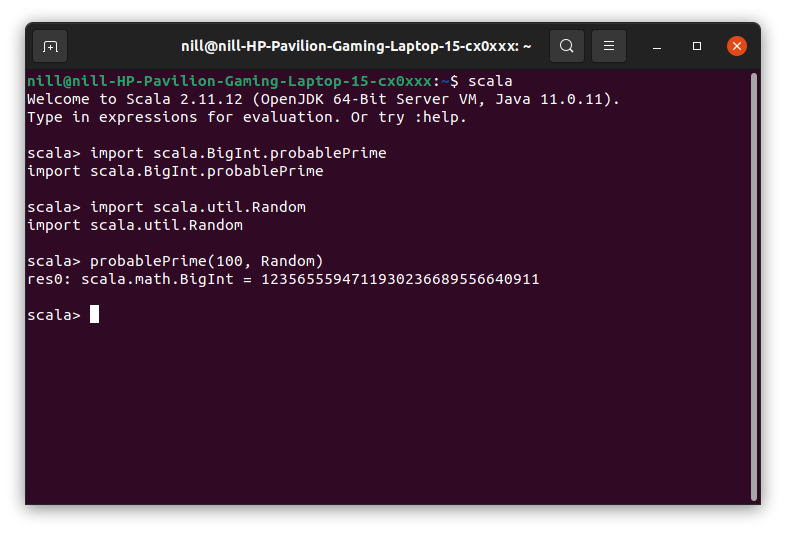 nill@nill-HP-Pavilion-Gaming-Laptop-15-cx0xxx: ~
nill@nill-HP-Pavilion-Gaming-Laptop-15-cx0xxx:~$ scala
Welcome to Scala 2.11.12 (OpenJDK 64-Bit Server VM, Java 11.0.11).
Type in expressions for evaluation. Or try :help.
scala> import scala.BigInt.probablePrime
import scala.BigInt.probablePrime
scala> import scala.util.Random
import scala.util.Random
scala> probablePrime(100, Random)
res0: scala.math.BigInt = 1235655594711930236689556640911
scala>